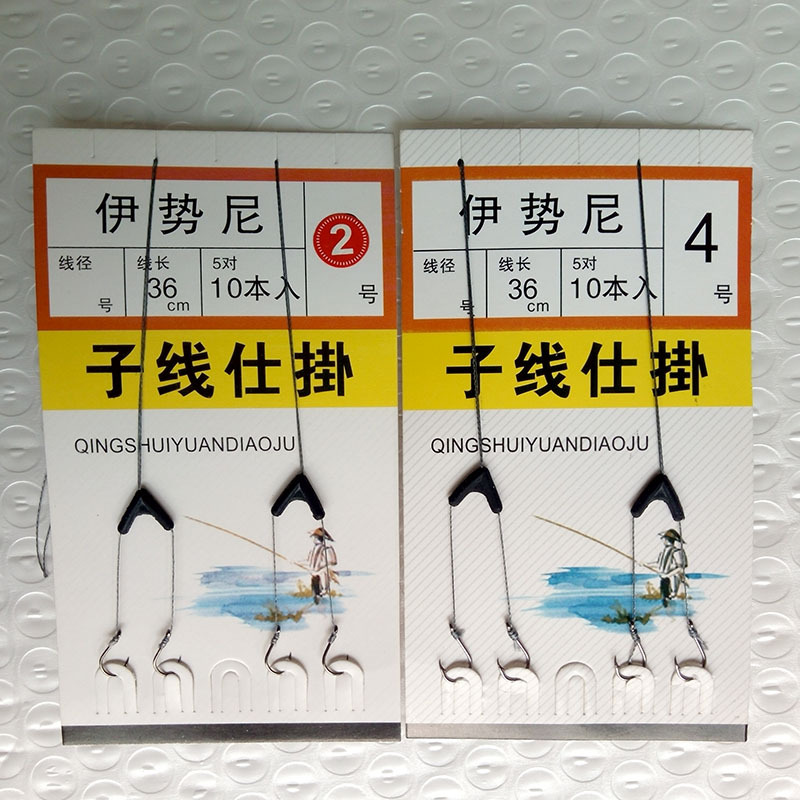 伊势尼
2
号
线径
号
线长
36
cm
5对
10本入
子线仕掛
QINGSHUIYUANDIAOJU
伊势尼
4
号
线径
号
线长
36
cm
5对
10本入
子线仕掛
QINGSHUIYUANDIAOJU